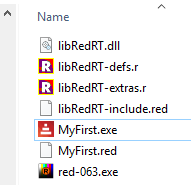 Name
libRedRT.dll
libRedRT-defs.r
libRedRT-extras.r
libRedRT-include.red
MyFirst.exe
MyFirst.red
red-063.exe